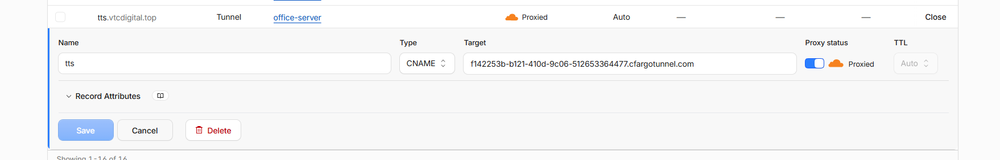 tts.vtcdigital.top Tunnel office-server Proxied Auto — — — Close
Name Type Target Proxy status TTL
tts CNAME f142253b-b121-410d-9c06-512653364477.cfargotunnel.com Proxied Auto
Record Attributes
Save Cancel Delete
Showing 1-16 of 16